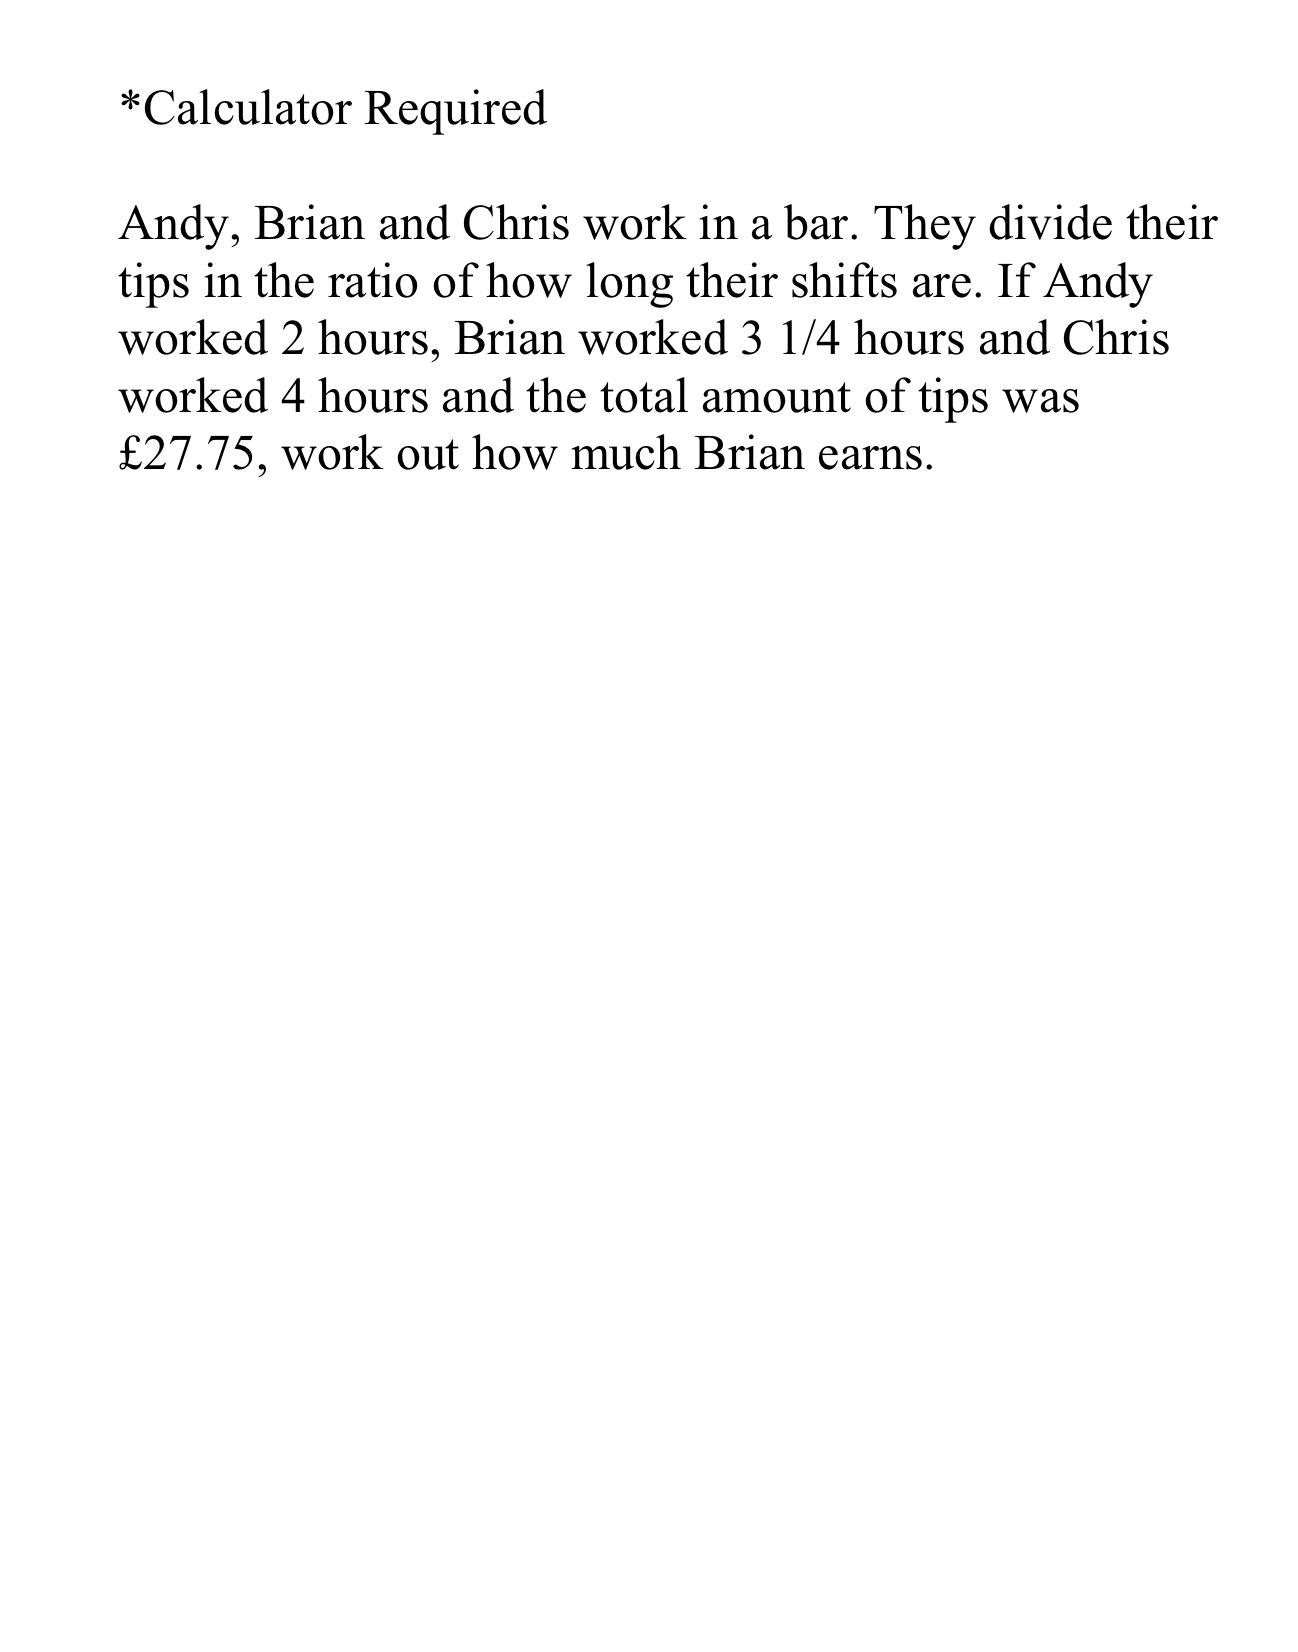 *Calculator Required
Andy, Brian and Chris work in a bar. They divide their
tips in the ratio of how long their shifts are. If Andy
worked 2 hours, Brian worked 3 1/4 hours and Chris
worked 4 hours and the total amount of tips was
£27.75, work out how much Brian earns.